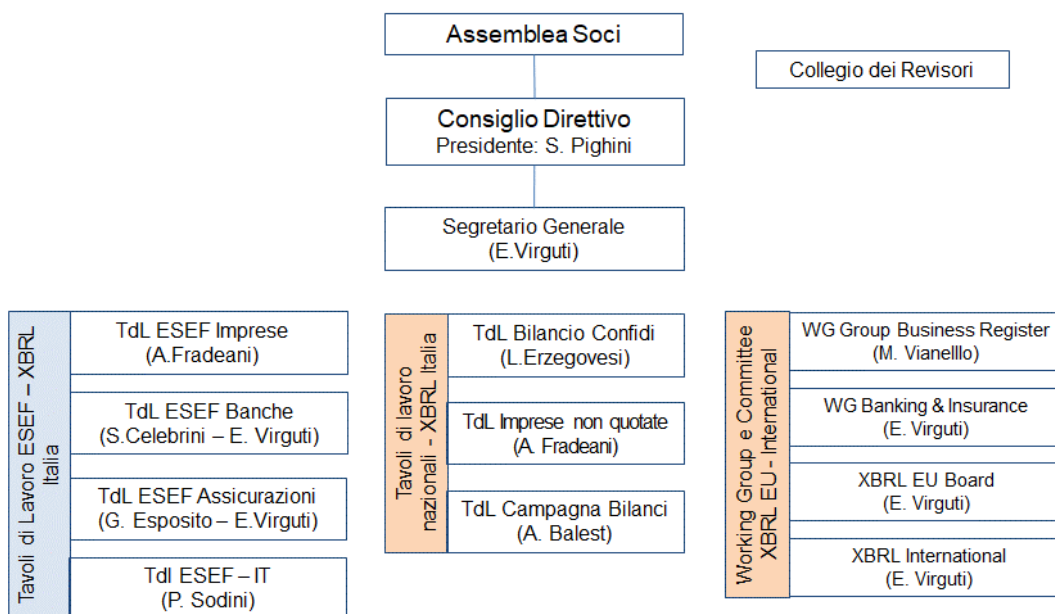 Assemblea Soci
Collegio dei Revisori
Consiglio Direttivo
Presidente: S. Pighini
Segretario Generale
(E.Virguti)
Tavoli di Lavoro ESEF – XBRL
Italia
TdL ESEF Imprese
(A.Fradeani)
TdL ESEF Banche
(S.Celebrini – E. Virguti)
TdL ESEF Assicurazioni
(G. Esposito – E.Virguti)
TdI ESEF – IT
(P. Sodini)
Tavoli di lavoro
nazionali - XBRL Italia
TdL Bilancio Confidi
(L.Erzegovesi)
TdL Imprese non quotate
(A. Fradeani)
TdL Campagna Bilanci
(A. Balest)
Working Group e Committee
XBRL EU - International
WG Group Business Register
(M. Vianelllo)
WG Banking & Insurance
(E. Virguti)
XBRL EU Board
(E. Virguti)
XBRL International
(E. Virguti)